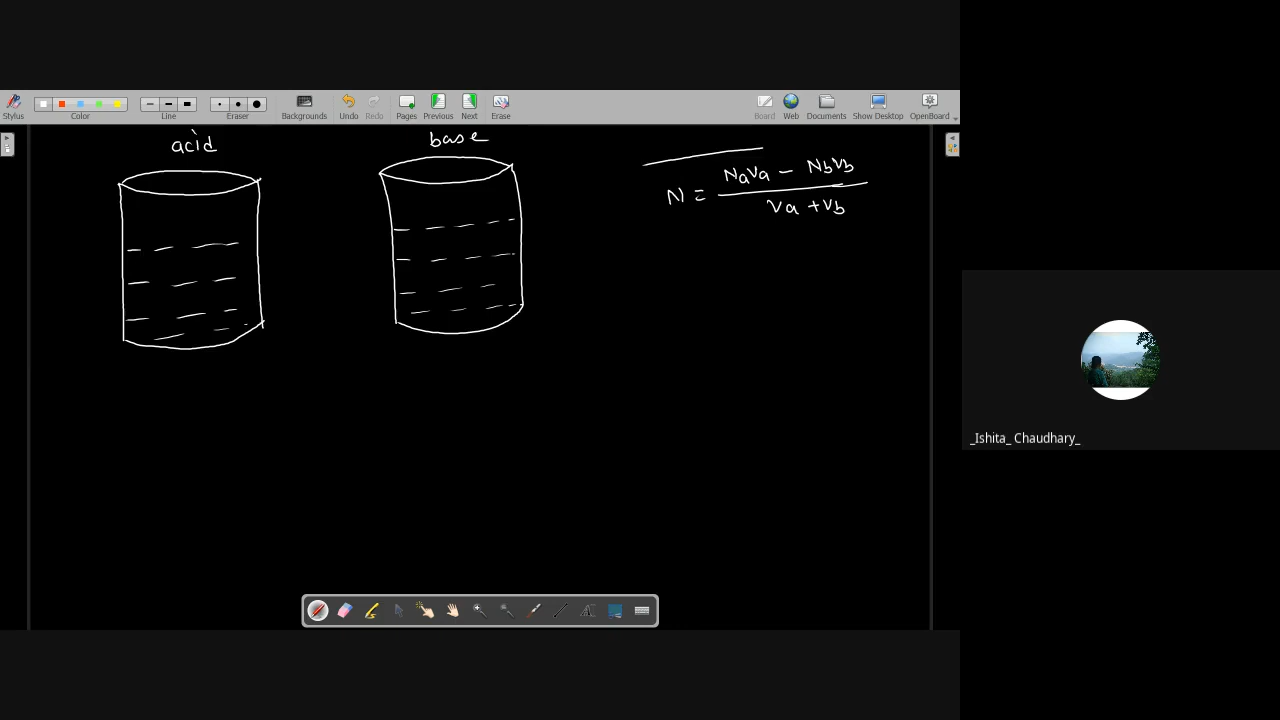 Stylus
Color
Line
Eraser
Backgrounds
Undo
Redo
Pages
Previous
Next
Erase
Board
Web
Documents
Show Desktop
OpenBoard
acid
base
N = NaVa - NbVb
Va + Vb
_Ishita_ Chaudhary_